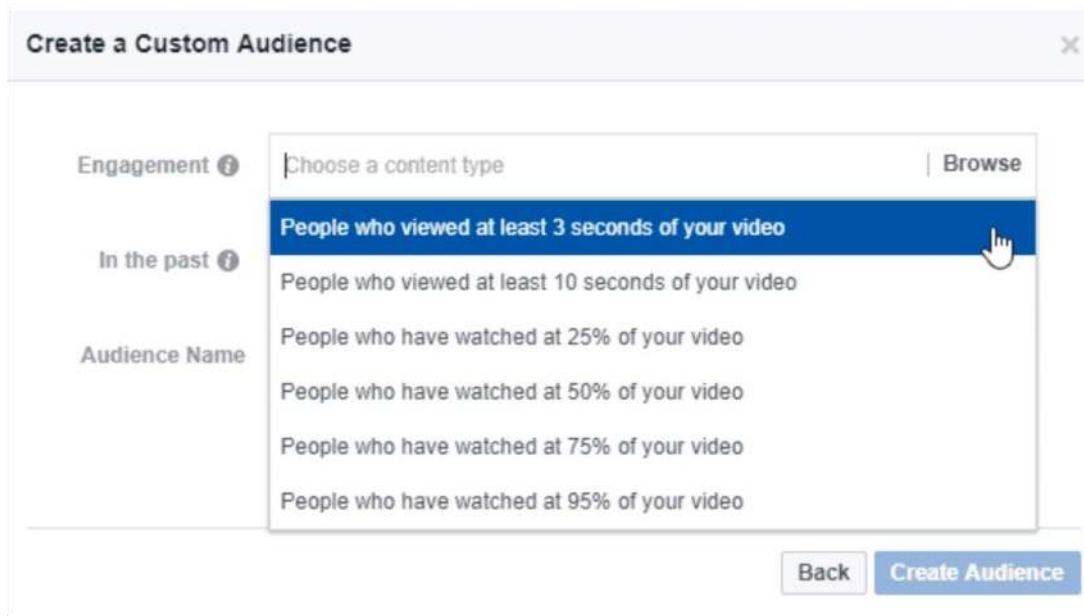 Create a Custom Audience
Engagement
Choose a content type
Browse
People who viewed at least 3 seconds of your video
In the past
People who viewed at least 10 seconds of your video
People who have watched at 25% of your video
Audience Name
People who have watched at 50% of your video
People who have watched at 75% of your video
People who have watched at 95% of your video
Back
Create Audience